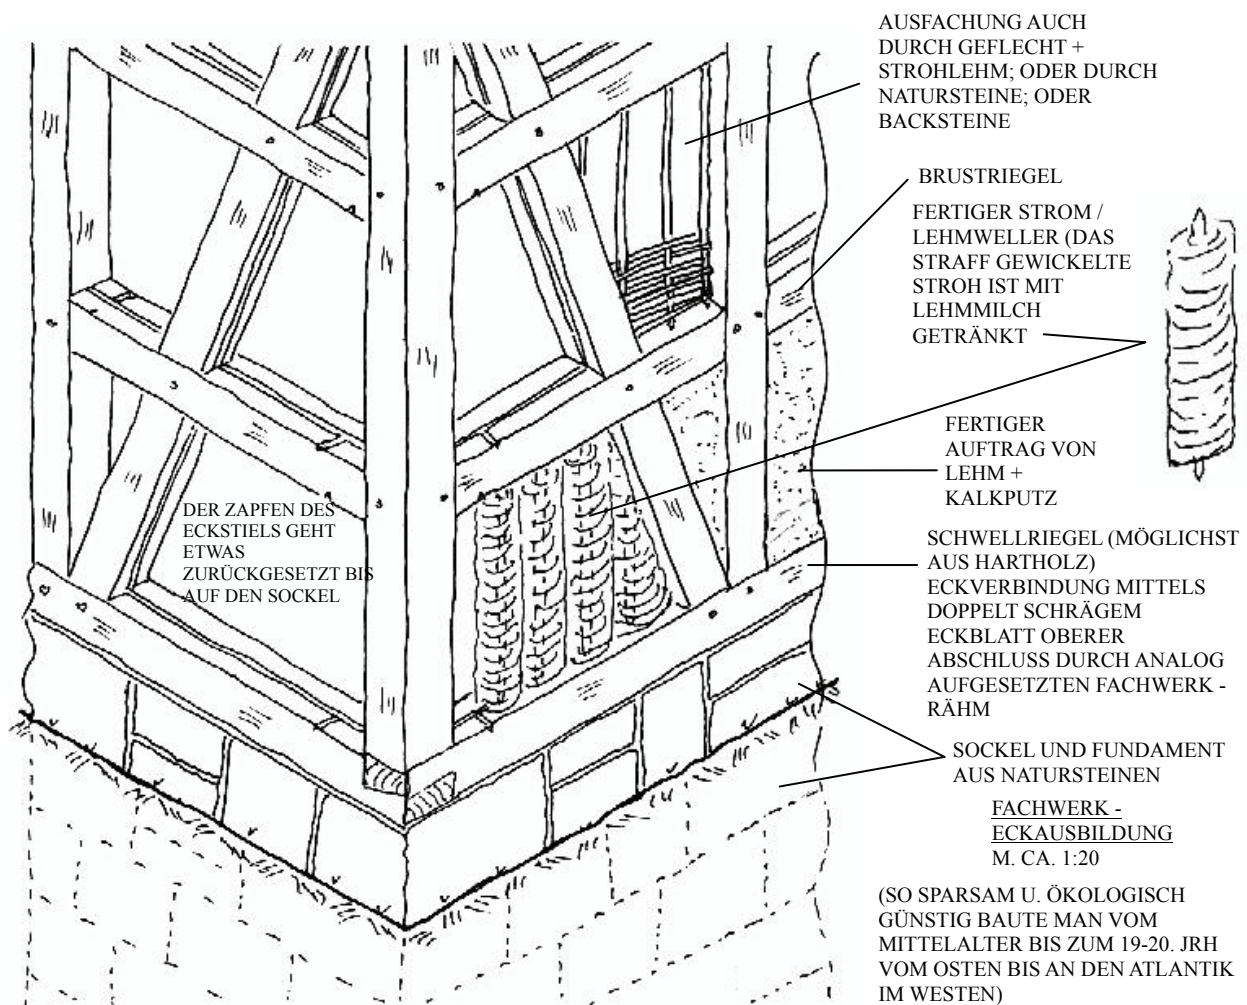 AUSFACHUNG AUCH
DURCH GEFLECHT +
STROHLEHM; ODER DURCH
NATURSTEINE; ODER
BACKSTEINE
BRUSTRIEGEL
FERTIGER STROM /
LEHMWELLER (DAS
STRAFF GEWICKELTE
STROH IST MIT
LEHMMILCH
GETRÄNKT
FERTIGER
AUFTRAG VON
LEHM +
KALKPUTZ
DER ZAPFEN DES
ECKSTIELS GEHT
ETWAS
ZURÜCKGESETZT BIS
AUF DEN SOCKEL
SCHWELLRIEGEL (MÖGLICHST
AUS HARTHOLZ)
ECKVERBINDUNG MITTELS
DOPPELT SCHRÄGEM
ECKBLATT OBERER
ABSCHLUSS DURCH ANALOG
AUFGESETZTEN FACHWERK -
RÄHM
SOCKEL UND FUNDAMENT
AUS NATURSTEINEN
FACHWERK -
ECKAUSBILDUNG
M. CA. 1:20
(SO SPARSAM U. ÖKOLOGISCH
GÜNSTIG BAUTE MAN VOM
MITTELALTER BIS ZUM 19-20. JRH
VOM OSTEN BIS AN DEN ATLANTIK
IM WESTEN)